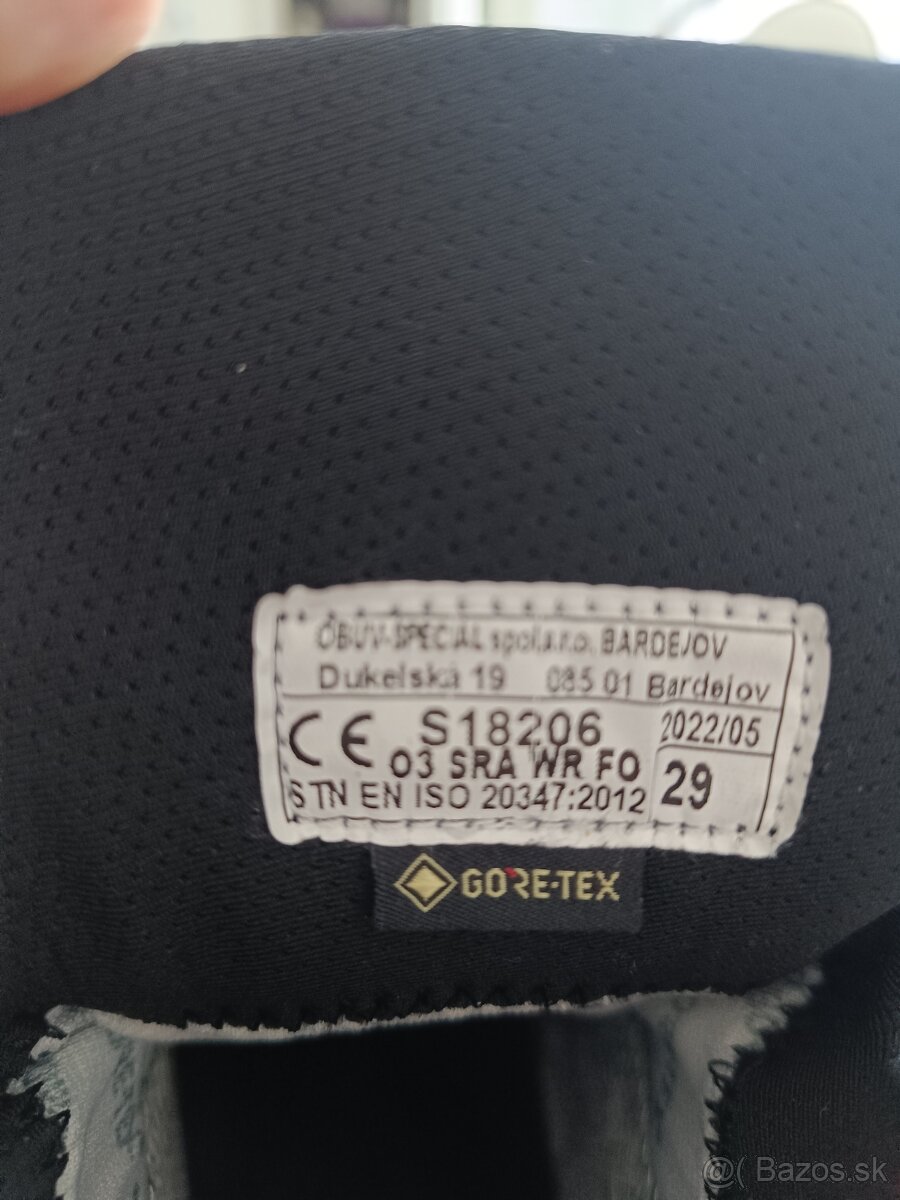 OBUV-ŠPECIÁL spol.s.r.o. BARDEJOV
Dukelská 19 085 01 Bardejov
CE S18206 2022/05
O3 SRA WR FO
STN EN ISO 20347:2012 29
GORE-TEX
@( Bazos.sk